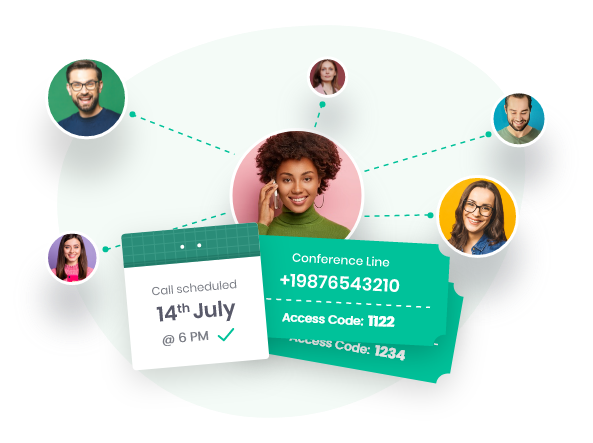 Call scheduled
14th July
@ 6 PM
Conference Line
+19876543210
Access Code: 1122
Access Code: 1234